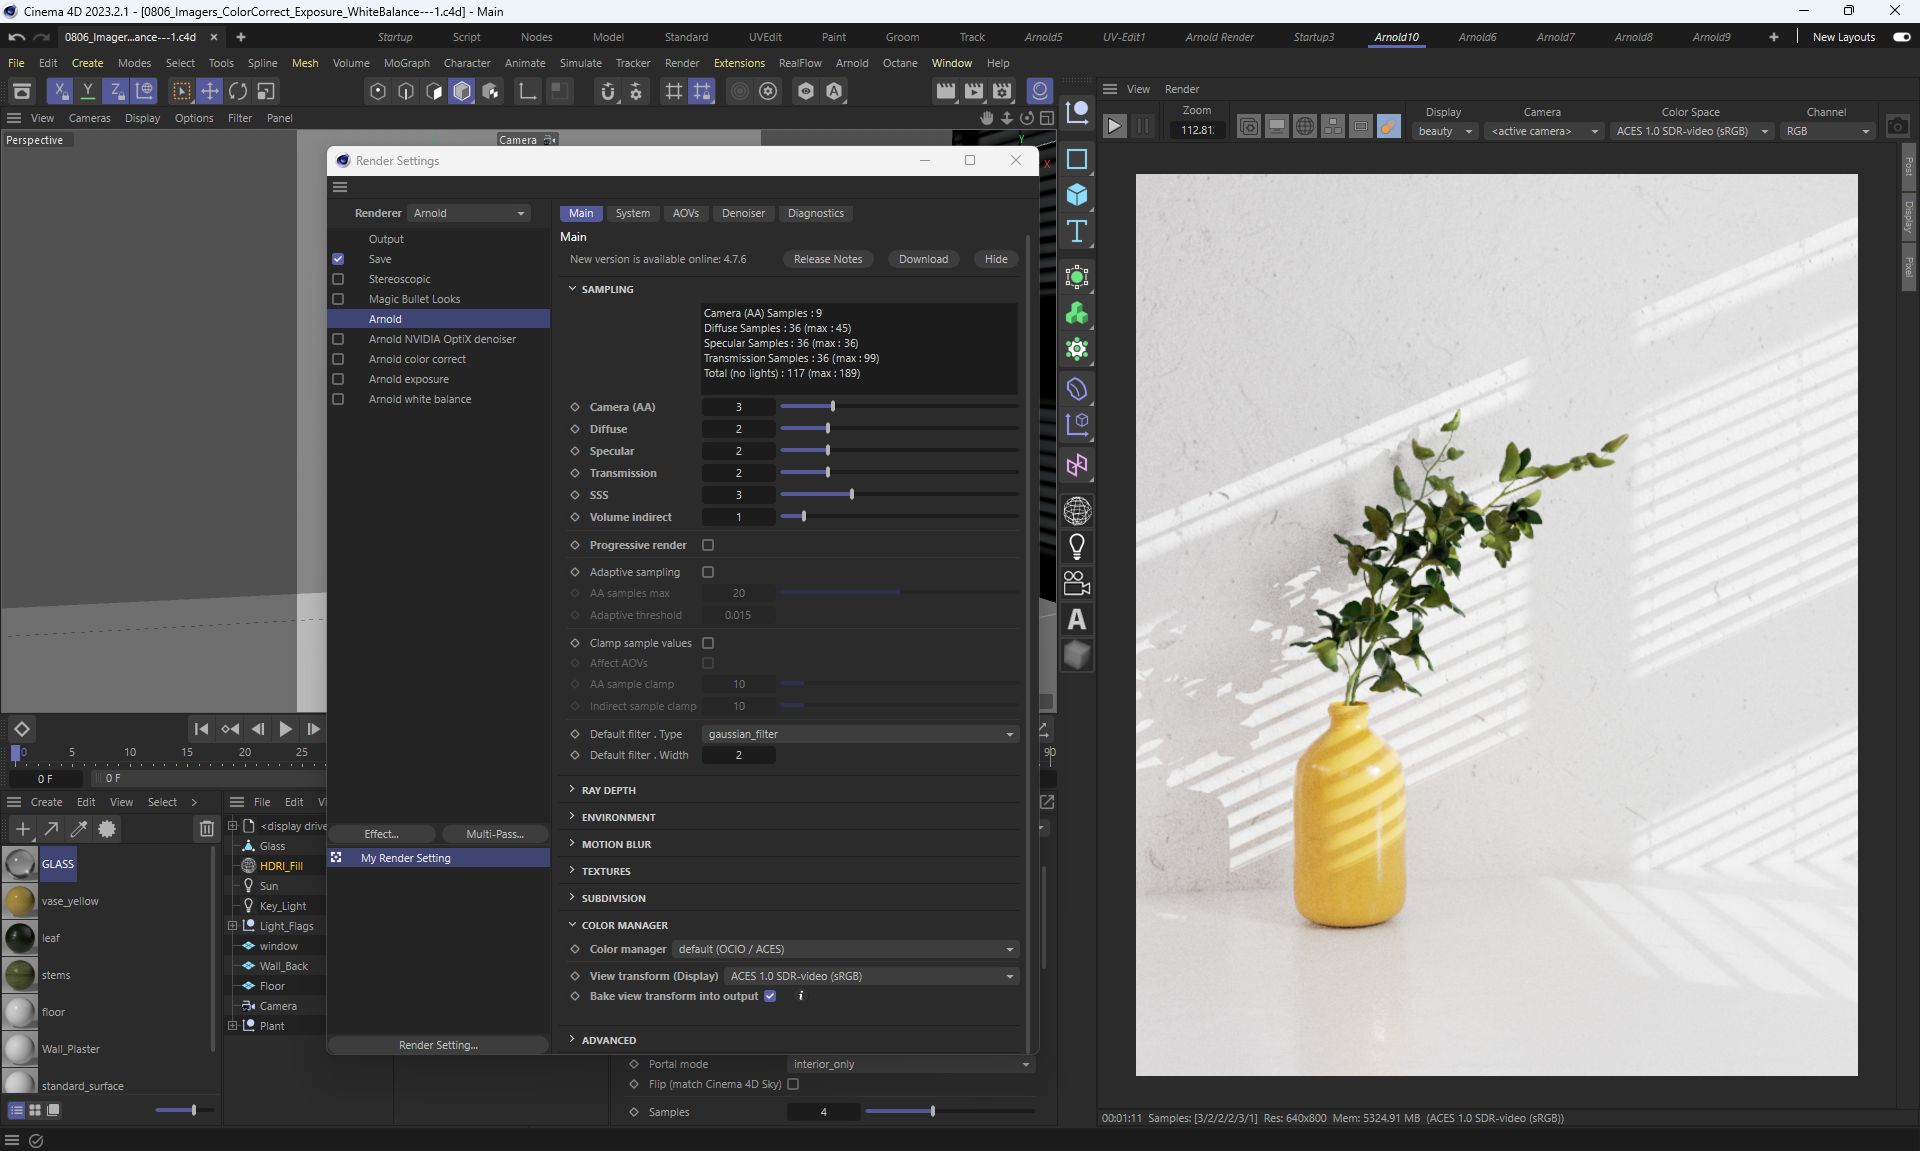 Cinema 4D 2023.2.1 - [0806_Imagers_ColorCorrect_Exposure_WhiteBalance---1.c4d] - Main
0806_Imager...ance---1.c4d
Startup Script Nodes Model Standard UVEdit Paint Groom Track Arnold5 UV-Edit1 Arnold Render Startup3 Arnold10 Arnold6 Arnold7 Arnold8 Arnold9 New Layouts
File Edit Create Modes Select Tools Spline Mesh Volume MoGraph Character Animate Simulate Tracker Render Extensions RealFlow Arnold Octane Window Help
View Cameras Display Options Filter Panel
Perspective
Camera
Y
X
Render Settings
Renderer Arnold
Output
Save
Stereoscopic
Magic Bullet Looks
Arnold
Arnold NVIDIA OptiX denoiser
Arnold color correct
Arnold exposure
Arnold white balance
Effect... Multi-Pass...
My Render Setting
Render Setting...
Main System AOVs Denoiser Diagnostics
Main
New version is available online: 4.7.6 Release Notes Download Hide
SAMPLING
Camera (AA) Samples : 9
Diffuse Samples : 36 (max : 45)
Specular Samples : 36 (max : 36)
Transmission Samples : 36 (max : 99)
Total (no lights) : 117 (max : 189)
Camera (AA) 3
Diffuse 2
Specular 2
Transmission 2
SSS 3
Volume indirect 1
Progressive render
Adaptive sampling
AA samples max 20
Adaptive threshold 0.015
Clamp sample values
Affect AOVs
AA sample clamp 10
Indirect sample clamp 10
Default filter . Type gaussian_filter
Default filter . Width 2
RAY DEPTH
ENVIRONMENT
MOTION BLUR
TEXTURES
SUBDIVISION
COLOR MANAGER
Color manager default (OCIO / ACES)
View transform (Display) ACES 1.0 SDR-video (sRGB)
Bake view transform into output
ADVANCED
Portal mode interior_only
Flip (match Cinema 4D Sky)
Samples 4
0 5 10 15 20 25
90
0 F 0 F
Create Edit View Select
GLASS
vase_yellow
leaf
stems
floor
Wall_Plaster
standard_surface
File Edit Vi
<display drive
Glass
HDRI_Fill
Sun
Key_Light
Light_Flags
window
Wall_Back
Floor
Camera
Plant
View Render
Zoom Display Camera Color Space Channel
112.81 beauty <active camera> ACES 1.0 SDR-video (sRGB) RGB
Post
Display
Pixel
00:01:11 Samples: [3/2/2/2/3/1] Res: 640x800 Mem: 5324.91 MB (ACES 1.0 SDR-video (sRGB))